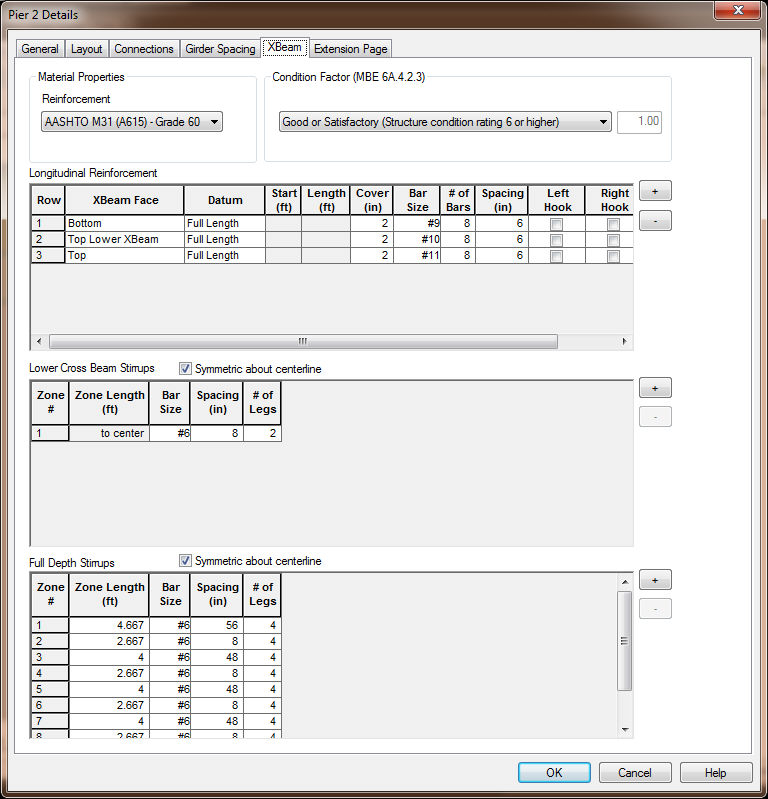 Pier 2 Details
General Layout Connections Girder Spacing XBeam Extension Page
Material Properties
Reinforcement
AASHTO M31 (A615) - Grade 60
Condition Factor (MBE 6A.4.2.3)
Good or Satisfactory (Structure condition rating 6 or higher) 1.00
Longitudinal Reinforcement
Row XBeam Face Datum Start (ft) Length (ft) Cover (in) Bar Size # of Bars Spacing (in) Left Hook Right Hook
1 Bottom Full Length 2 #9 8 6
2 Top Lower XBeam Full Length 2 #10 8 6
3 Top Full Length 2 #11 8 6
+
-
Lower Cross Beam Stirrups Symmetric about centerline
Zone # Zone Length (ft) Bar Size Spacing (in) # of Legs
1 to center #6 8 2
+
-
Full Depth Stirrups Symmetric about centerline
Zone # Zone Length (ft) Bar Size Spacing (in) # of Legs
1 4.667 #6 56 4
2 2.667 #6 8 4
3 4 #6 48 4
4 2.667 #6 8 4
5 4 #6 48 4
6 2.667 #6 8 4
7 4 #6 48 4
8 2.667 #6 8 4
+
-
OK Cancel Help